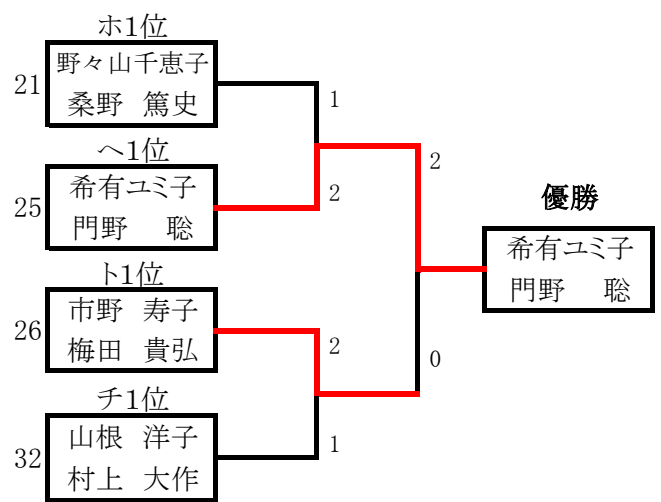 ホ1位
21
野々山千恵子
桑野 篤史
1
ヘ1位
25
希有ユミ子
門野 聡
2
2
優勝
希有ユミ子
門野 聡
ト1位
26
市野 寿子
梅田 貴弘
2
0
チ1位
32
山根 洋子
村上 大作
1